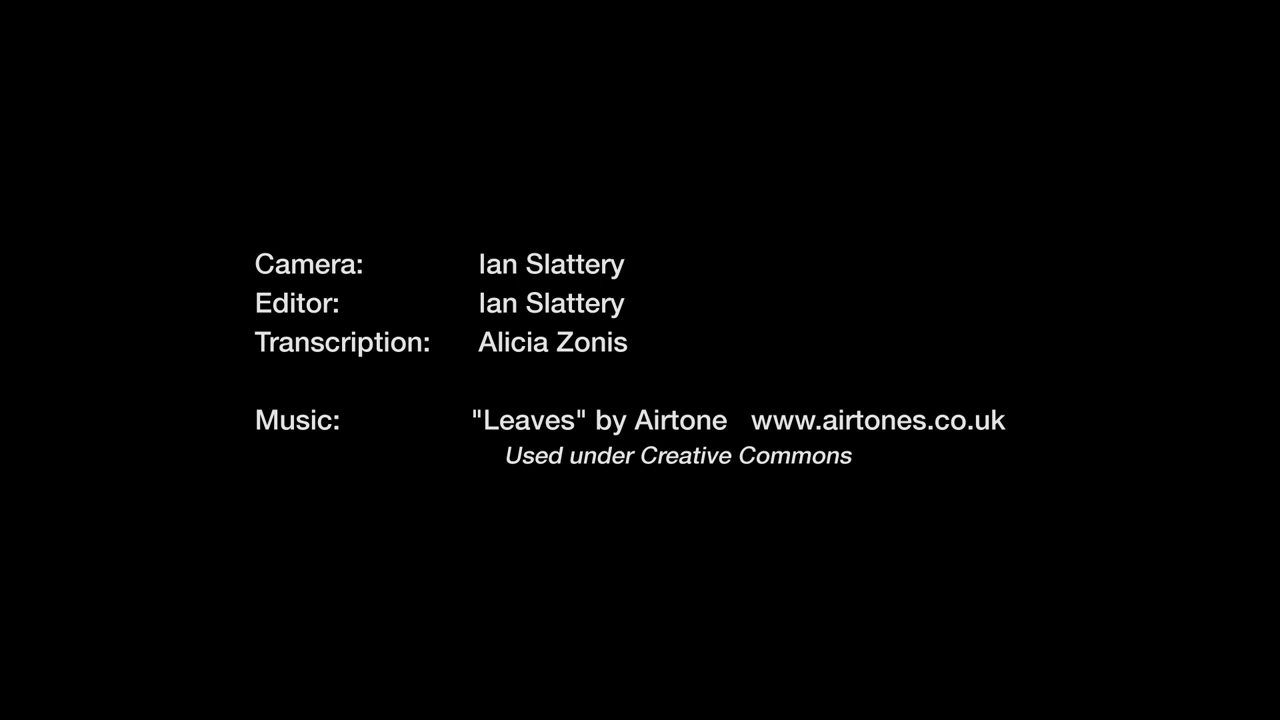 Camera: Ian Slattery
Editor: Ian Slattery
Transcription: Alicia Zonis
Music: "Leaves" by Airtone www.airtones.co.uk
Used under Creative Commons